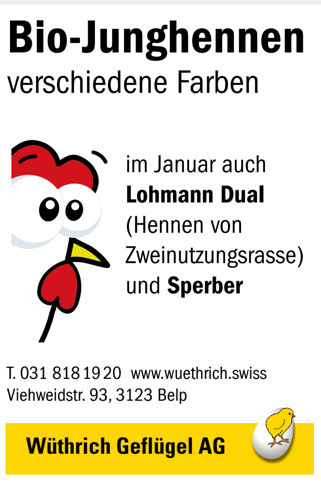 Bio-Junghennen
verschiedene Farben
im Januar auch
Lohmann Dual
(Hennen von
Zweinutzungsrasse)
und Sperber
T. 031 818 19 20 www.wuethrich.swiss
Viehweidstr. 93, 3123 Belp
Wüthrich Geflügel AG